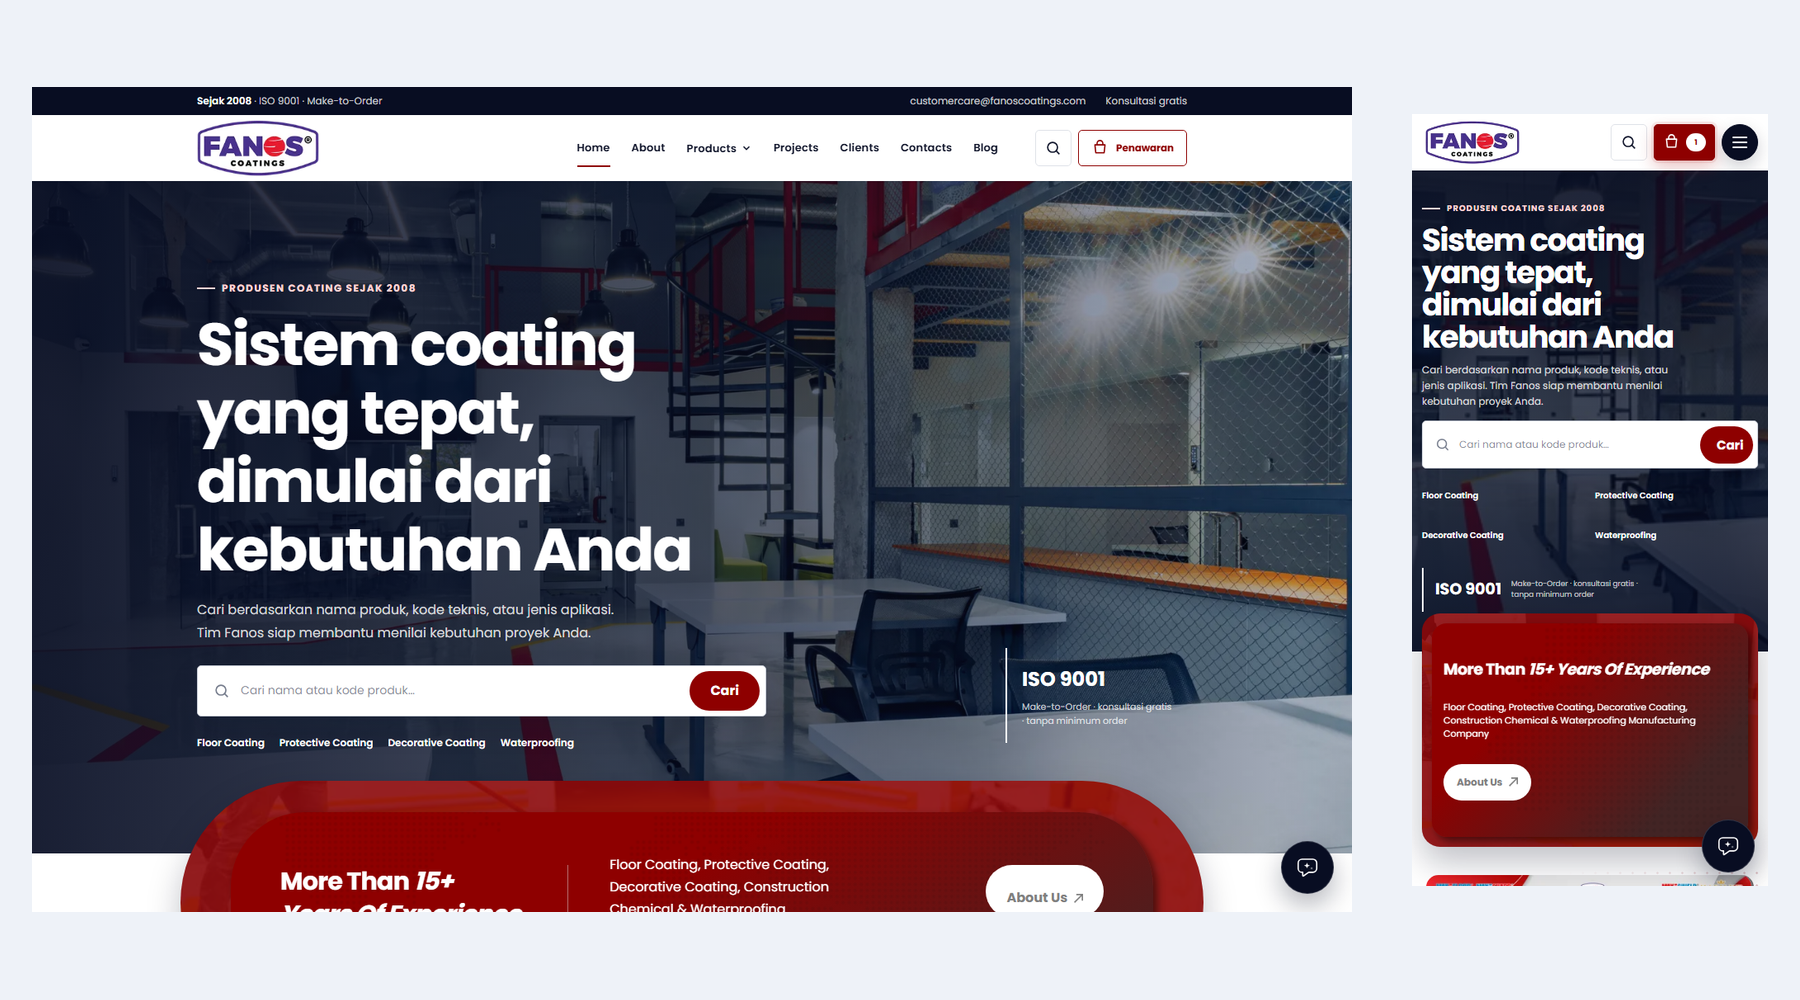 Sejak 2008 · ISO 9001 · Make-to-Order
customercare@fanoscoatings.com
Konsultasi gratis
FANOS®
COATINGS
Home
About
Products
Projects
Clients
Contacts
Blog
Penawaran
PRODUSEN COATING SEJAK 2008
Sistem coating
yang tepat,
dimulai dari
kebutuhan Anda
Cari berdasarkan nama produk, kode teknis, atau jenis aplikasi.
Tim Fanos siap membantu menilai kebutuhan proyek Anda.
Cari nama atau kode produk...
Cari
Floor Coating
Protective Coating
Decorative Coating
Waterproofing
ISO 9001
Make-to-Order · konsultasi gratis
· tanpa minimum order
More Than 15+
Years Of Experience
Floor Coating, Protective Coating,
Decorative Coating, Construction
Chemical & Waterproofing
About Us
FANOS®
COATINGS
1
PRODUSEN COATING SEJAK 2008
Sistem coating
yang tepat,
dimulai dari
kebutuhan Anda
Cari berdasarkan nama produk, kode teknis, atau
jenis aplikasi. Tim Fanos siap membantu menilai
kebutuhan proyek Anda.
Cari nama atau kode produk...
Cari
Floor Coating
Protective Coating
Decorative Coating
Waterproofing
ISO 9001
Make-to-Order · konsultasi gratis ·
tanpa minimum order
More Than 15+ Years Of Experience
Floor Coating, Protective Coating, Decorative Coating,
Construction Chemical & Waterproofing Manufacturing
Company
About Us